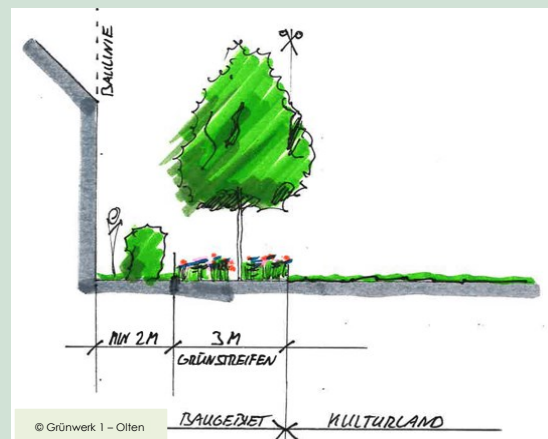 BAULINIE
MIN 2M
3M
GRÜNSTREIFEN
BAUGEBIET
KULTURLAND
© Grünwerk 1 – Olten